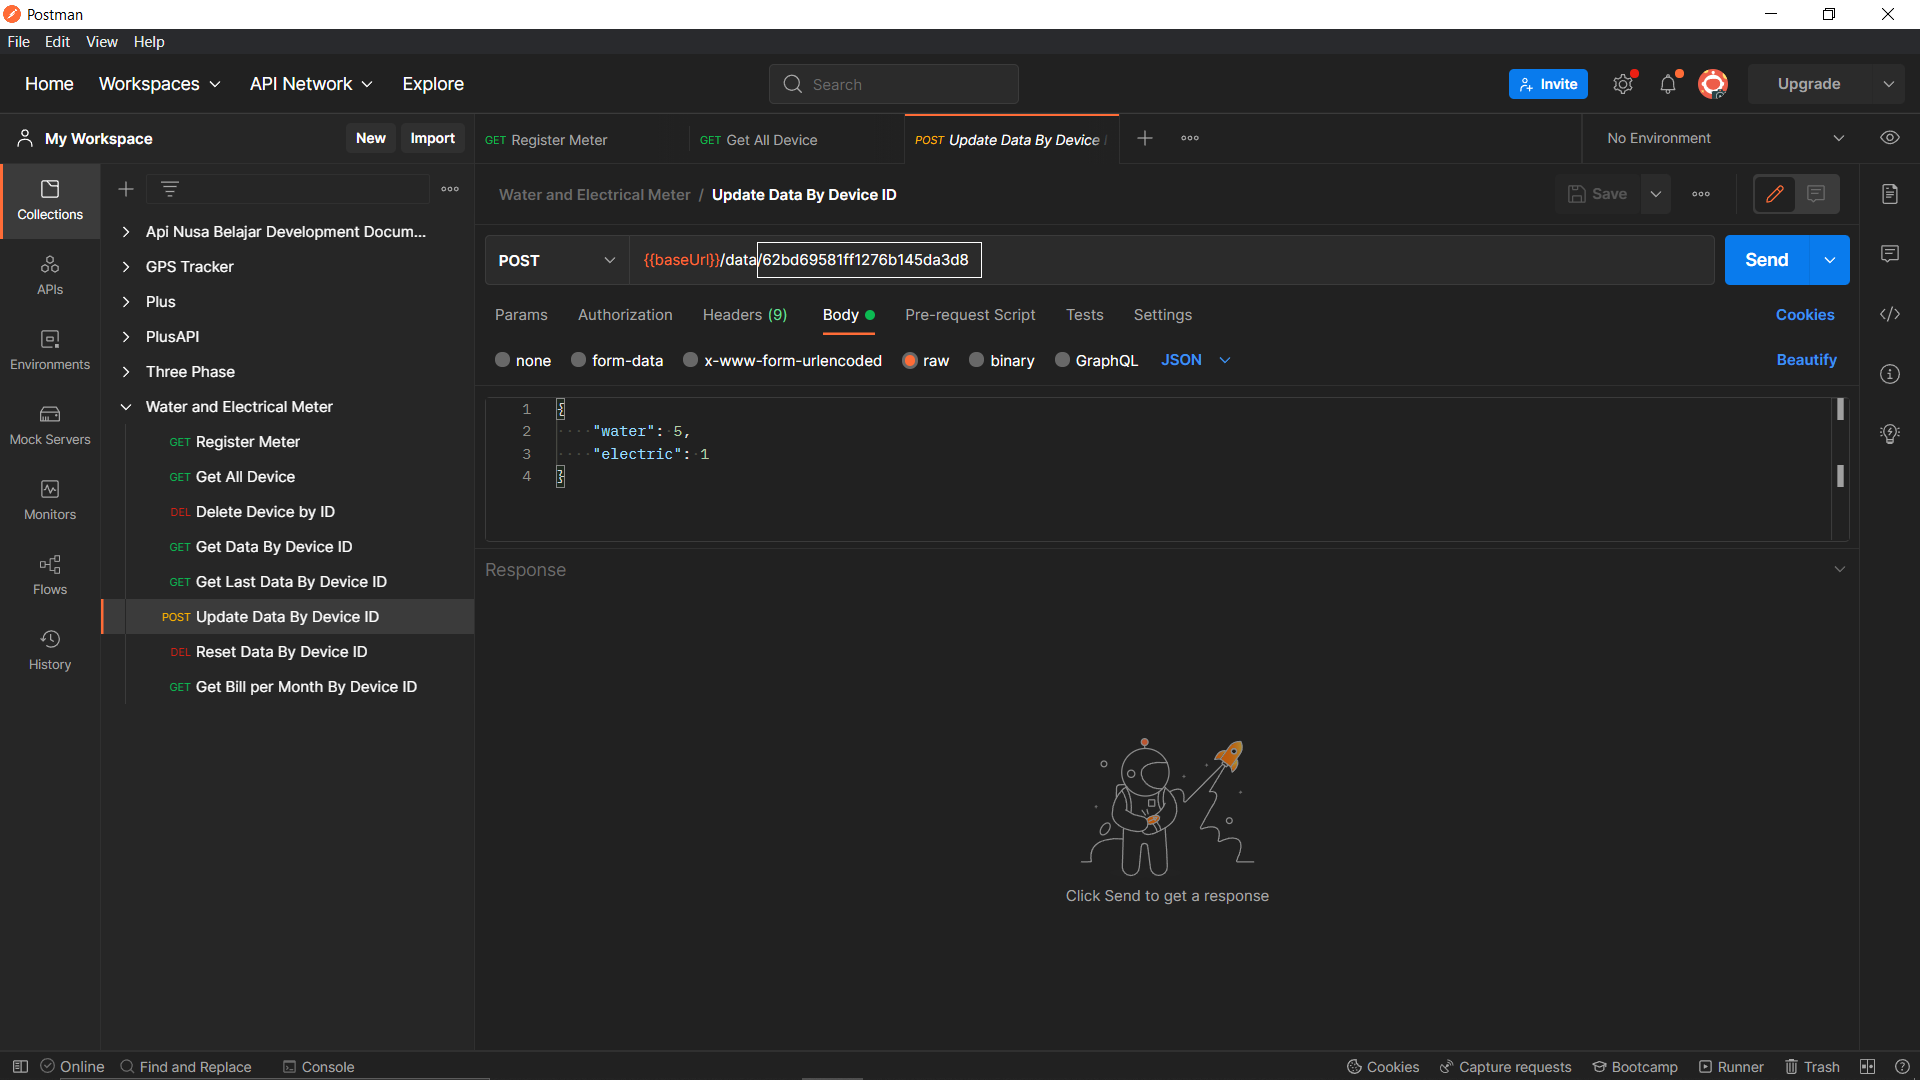 Postman
File Edit View Help
Home Workspaces API Network Explore Search Invite Upgrade
My Workspace New Import GET Register Meter GET Get All Device POST Update Data By Device No Environment
Collections
APIs
Environments
Mock Servers
Monitors
Flows
History
Api Nusa Belajar Development Docum...
GPS Tracker
Plus
PlusAPI
Three Phase
Water and Electrical Meter
GET Register Meter
GET Get All Device
DEL Delete Device by ID
GET Get Data By Device ID
GET Get Last Data By Device ID
POST Update Data By Device ID
DEL Reset Data By Device ID
GET Get Bill per Month By Device ID
Water and Electrical Meter / Update Data By Device ID Save
POST {{baseUrl}}/data/62bd69581ff1276b145da3d8 Send
Params Authorization Headers (9) Body Pre-request Script Tests Settings Cookies
none form-data x-www-form-urlencoded raw binary GraphQL JSON Beautify
1 {
2 "water": 5,
3 "electric": 1
4 }
Response
Click Send to get a response
Online Find and Replace Console Cookies Capture requests Bootcamp Runner Trash